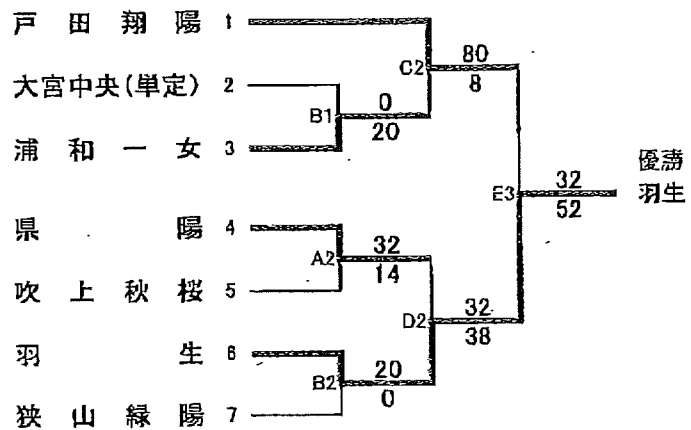 戸田翔陽 1
大宮中央(単定) 2
浦和一女 3
県陽 4
吹上秋桜 5
羽生 6
狭山緑陽 7
B1
0
20
C2
80
8
A2
32
14
B2
20
0
D2
32
38
E3
32
52
優勝
羽生